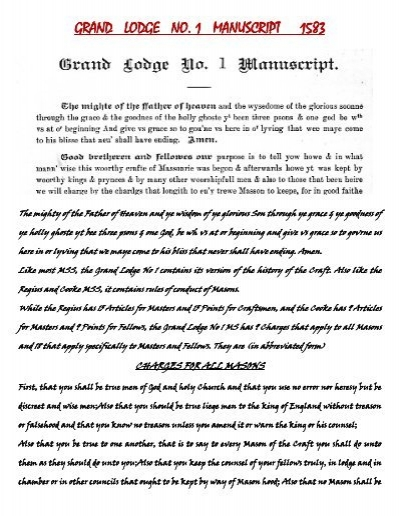 GRAND LODGE NO. 1 MANUSCRIPT 1583
Grand Lodge No. 1 Manuscript.
The mighte of the ffather of heaven and the wysedome of the glorious soonne
through the grace & the goodnes of the holly ghoste yt been three psons & one god be wth
vs at or beginning And give vs grace so to gou'ne vs here in or lyving that wee maye come
to his blisse that neu' shall have ending. Amen.
Good bretheren and fellowes our purpose is to tell yow howe & in what
mann' wise this woorthy crafte of Massonrie was begun & afterwards howe yt was kept by
woorthy kings & prynces & by many other worshipfull men & also to those that been heire
we will charge by the chardgs that longith to eu'y trewe Masson to keepe, for in good faithe
The mighty of the Father of Heaven and ye wisdom of ye glorious Son through ye grace & ye goodness of
ye holly ghoste yt bee three psons & one God, be wh vs at or beginning and give vs grace so to govrne us
here in or lyving that we maye come to his bliss that never shall have ending. Amen.
Like most MSS, the Grand Lodge No 1 contains its version of the history of the Craft. Also like the
Regius and Cooke MSS, it contains rules of conduct of Masons.
While the Regius has 15 Articles for Masters and 15 Points for Craftsmen, and the Cooke has 9 Articles
for Masters and 9 Points for Fellows, the Grand Lodge No 1 MS has 9 Charges that apply to all Masons
and 18 that apply specifically to Masters and Fellows. They are (in abbreviated form)
CHARGES FOR ALL MASONS
First, that you shall be true men of God and holy Church and that you use no error nor heresy but be
discreet and wise men;Also that you should be true liege men to the king of England without treason
or falsehood and that you know no treason unless you amend it or warn the king or his counsel;
Also that you be true to one another, that is to say to every Mason of the Craft you shall do unto
them as they should do unto you;Also that you keep the counsel of your fellows truly, in lodge and in
chamber or in other councils that ought to be kept by way of Mason hood; Also that no Mason shall be